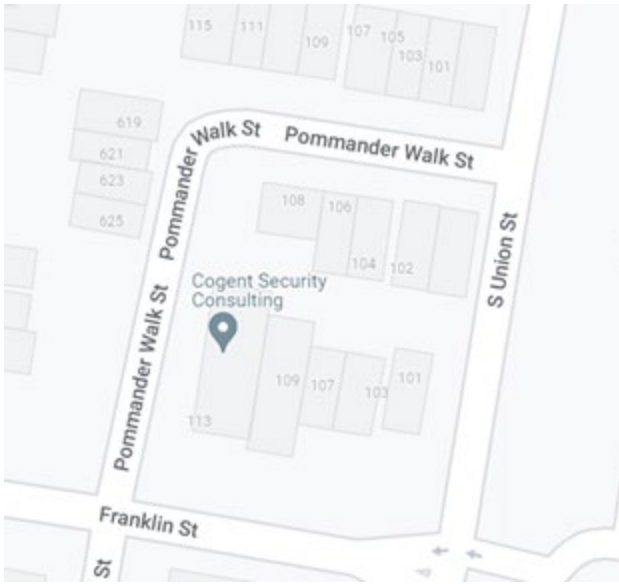 115
111
109
107
105
103
101
619
621
623
625
Pommander Walk St
Pommander Walk St
108
106
104
102
S Union St
Cogent Security
Consulting
Pommander Walk St
109
107
103
101
113
Franklin St
St